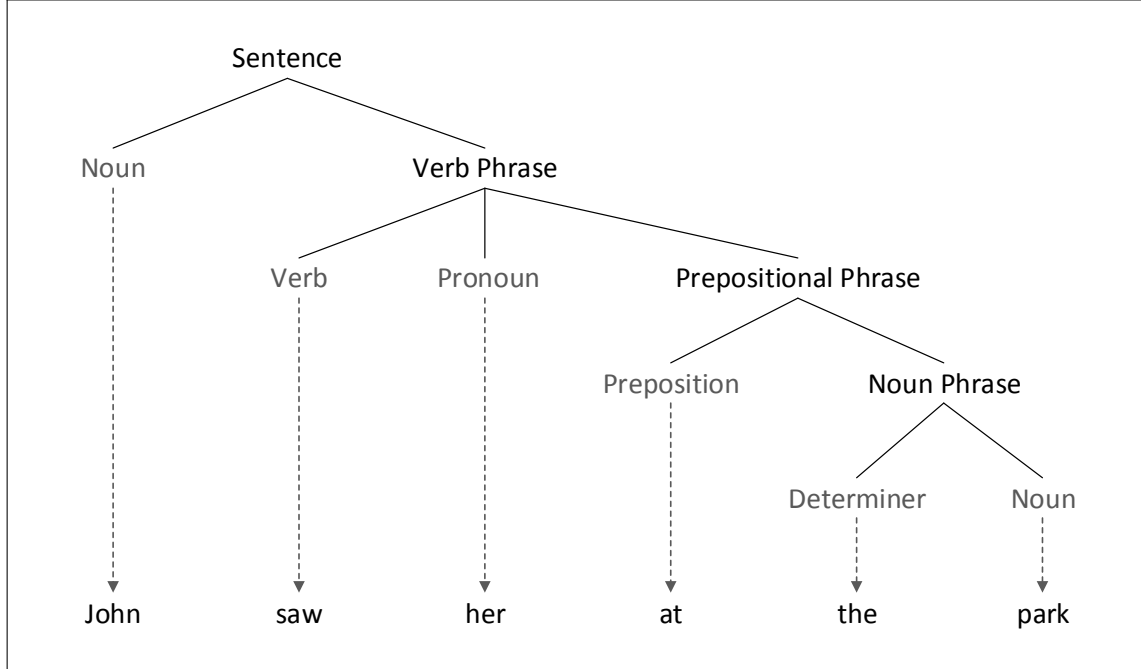 Sentence
Noun Verb Phrase
Verb Pronoun Prepositional Phrase
Preposition Noun Phrase
Determiner Noun
John saw her at the park